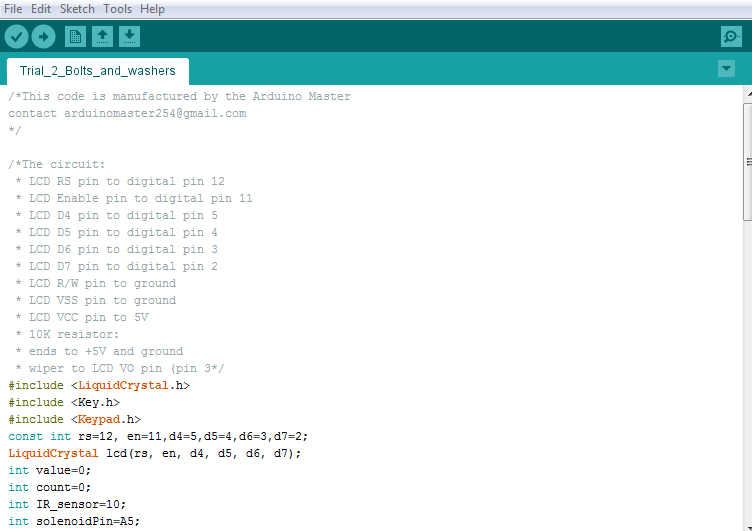 File Edit Sketch Tools Help
Trial_2_Bolts_and_washers
/*This code is manufactured by the Arduino Master
contact arduinomaster254@gmail.com
*/
/*The circuit:
 * LCD RS pin to digital pin 12
 * LCD Enable pin to digital pin 11
 * LCD D4 pin to digital pin 5
 * LCD D5 pin to digital pin 4
 * LCD D6 pin to digital pin 3
 * LCD D7 pin to digital pin 2
 * LCD R/W pin to ground
 * LCD VSS pin to ground
 * LCD VCC pin to 5V
 * 10K resistor:
 * ends to +5V and ground
 * wiper to LCD VO pin (pin 3*/
#include <LiquidCrystal.h>
#include <Key.h>
#include <Keypad.h>
const int rs=12, en=11,d4=5,d5=4,d6=3,d7=2;
LiquidCrystal lcd(rs, en, d4, d5, d6, d7);
int value=0;
int count=0;
int IR_sensor=10;
int solenoidPin=A5;